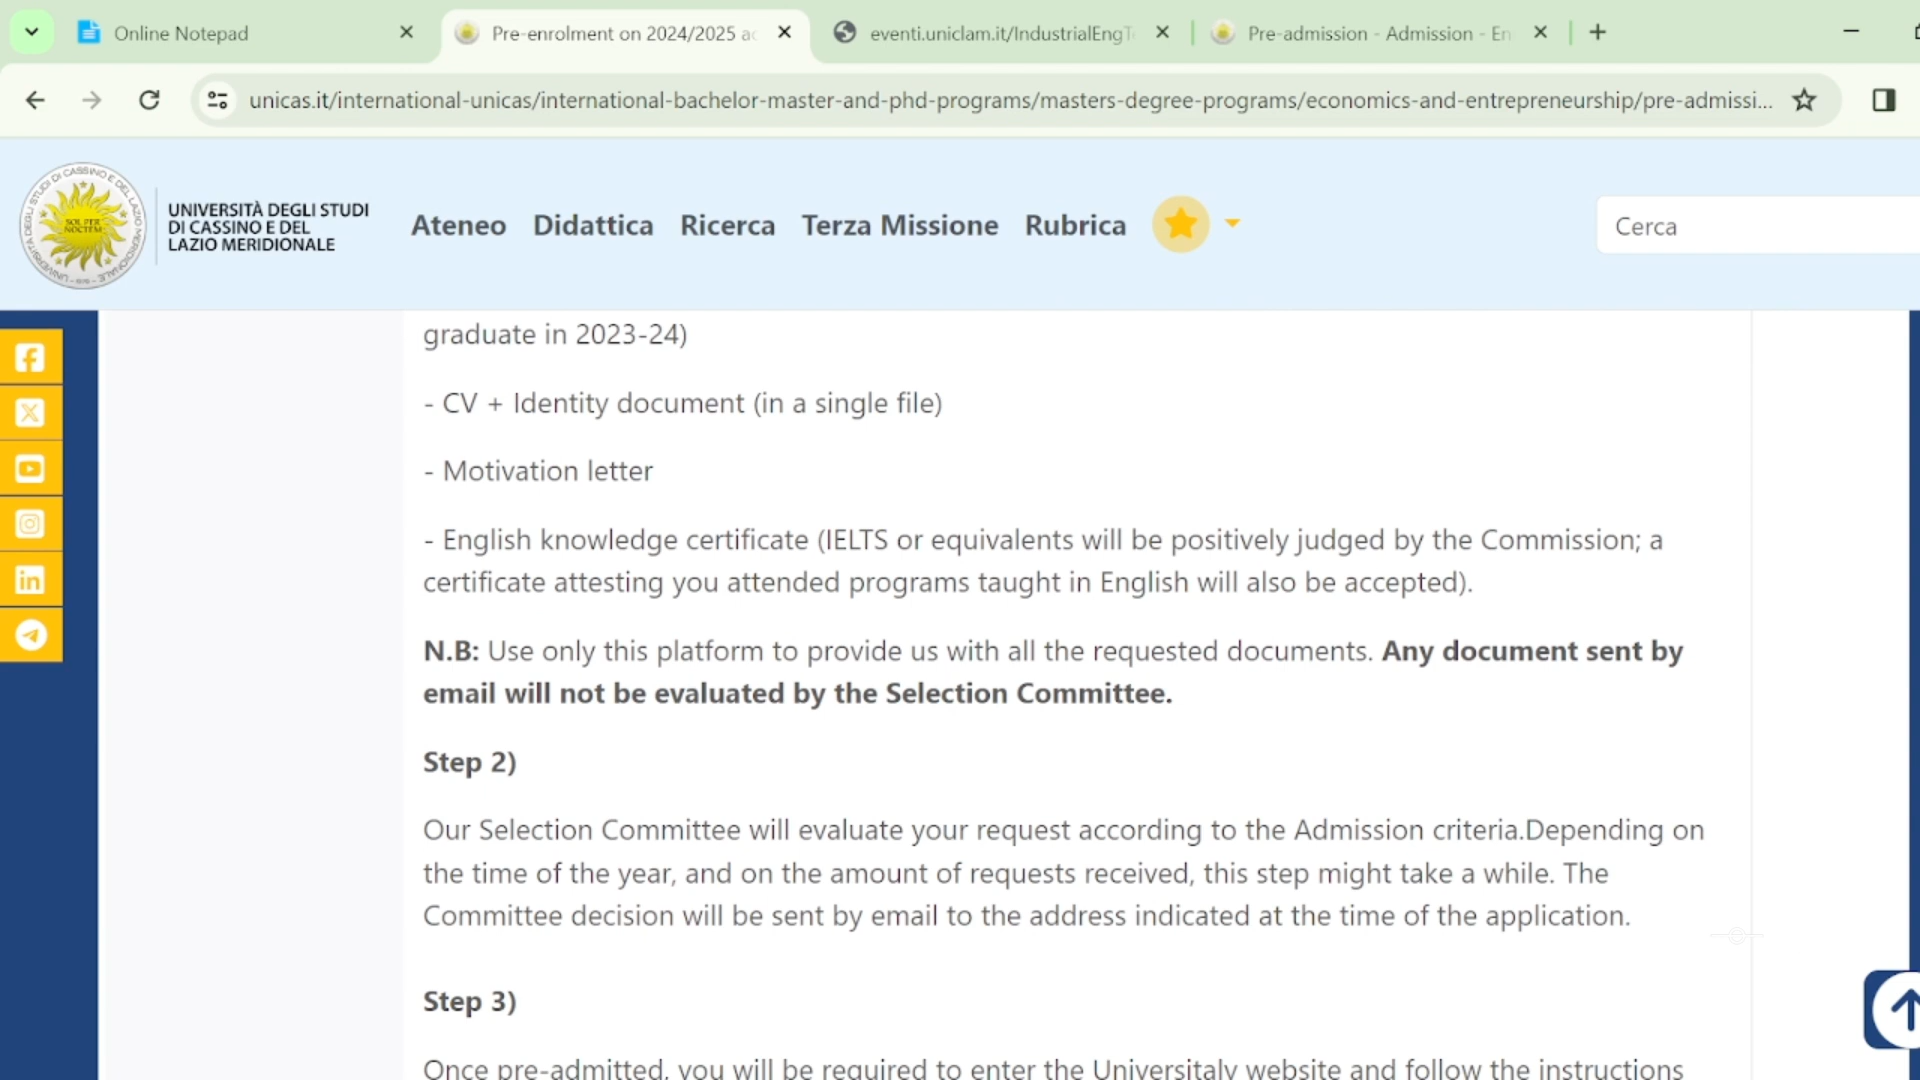 Online Notepad
Pre-enrolment on 2024/2025 ac
eventi.uniclam.it/IndustrialEngT
Pre-admission - Admission - En
unicas.it/international-unicas/international-bachelor-master-and-phd-programs/masters-degree-programs/economics-and-entrepreneurship/pre-admissi...
UNIVERSITÀ DEGLI STUDI
DI CASSINO E DEL
LAZIO MERIDIONALE
SOL PER
NOCTEM
Ateneo Didattica Ricerca Terza Missione Rubrica
Cerca
graduate in 2023-24)
- CV + Identity document (in a single file)
- Motivation letter
- English knowledge certificate (IELTS or equivalents will be positively judged by the Commission; a
certificate attesting you attended programs taught in English will also be accepted).
N.B: Use only this platform to provide us with all the requested documents. Any document sent by
email will not be evaluated by the Selection Committee.
Step 2)
Our Selection Committee will evaluate your request according to the Admission criteria.Depending on
the time of the year, and on the amount of requests received, this step might take a while. The
Committee decision will be sent by email to the address indicated at the time of the application.
Step 3)
Once pre-admitted, you will be required to enter the Universitaly website and follow the instructions